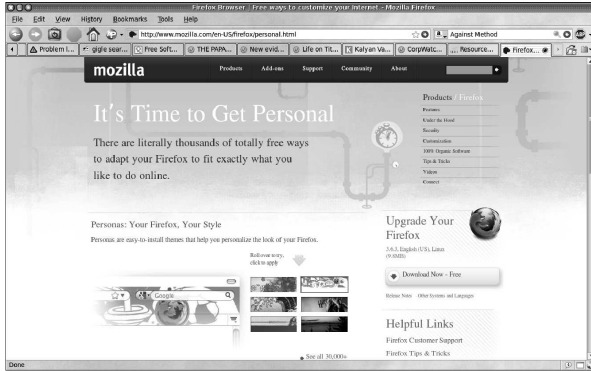 Firefox Browser | Free ways to customize your Internet - Mozilla Firefox
File Edit View History Bookmarks Tools Help
http://www.mozilla.com/en-US/firefox/personal.html
Against Method
Problem l... gigle sear... Free Soft... THE PAPA... New evid... Life on Tit... Kalyan Va... CorpWatc... Resource... Firefox...
mozilla Products Add-ons Support Community About
It's Time to Get Personal
There are literally thousands of totally free ways
to adapt your Firefox to fit exactly what you
like to do online.
Products / Firefox
Features
Under the Hood
Security
Customization
100% Organic Software
Tips & Tricks
Videos
Connect
Personas: Your Firefox, Your Style
Personas are easy-to-install themes that help you personalize the look of your Firefox.
Rollover to try,
click to apply
Google
See all 30,000+
Upgrade Your
Firefox
3.6.3, English (US), Linux
(9.8MB)
Download Now - Free
Release Notes Other Systems and Languages
Helpful Links
Firefox Customer Support
Firefox Tips & Tricks
Done